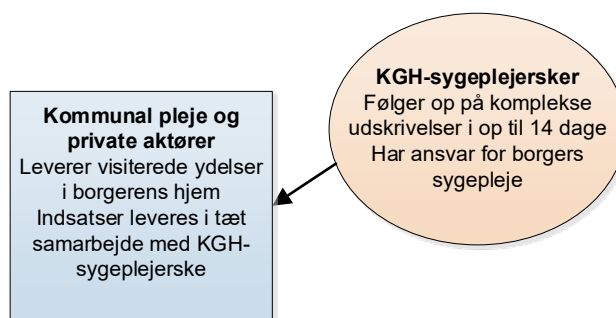 Kommunal pleje og
private aktører
Leverer visiterede ydelser
i borgerens hjem
Indsatser leveres i tæt
samarbejde med KGH-
sygeplejerske
KGH-sygeplejersker
Følger op på komplekse
udskrivelser i op til 14 dage
Har ansvar for borgers
sygepleje